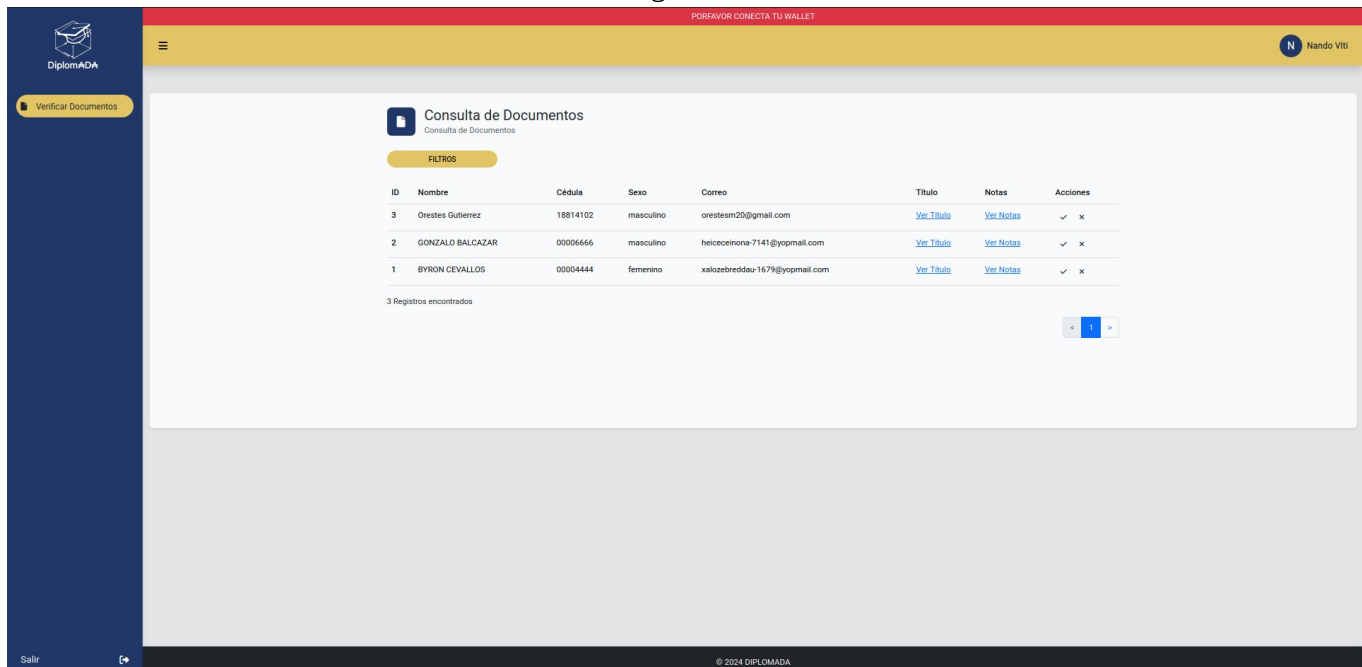 PORFAVOR CONECTA TU WALLET
DiplomADA
N Nando Viti
Verificar Documentos
Consulta de Documentos
Consulta de Documentos
FILTROS
ID Nombre Cédula Sexo Correo Título Notas Acciones
3 Orestes Gutierrez 18814102 masculino orestesm20@gmail.com Ver Título Ver Notas
2 GONZALO BALCAZAR 00006666 masculino heiceceinona-7141@yopmail.com Ver Título Ver Notas
1 BYRON CEVALLOS 00004444 femenino xalozebreddau-1679@yopmail.com Ver Título Ver Notas
3 Registros encontrados
< 1 >
Salir
© 2024 DIPLOMADA